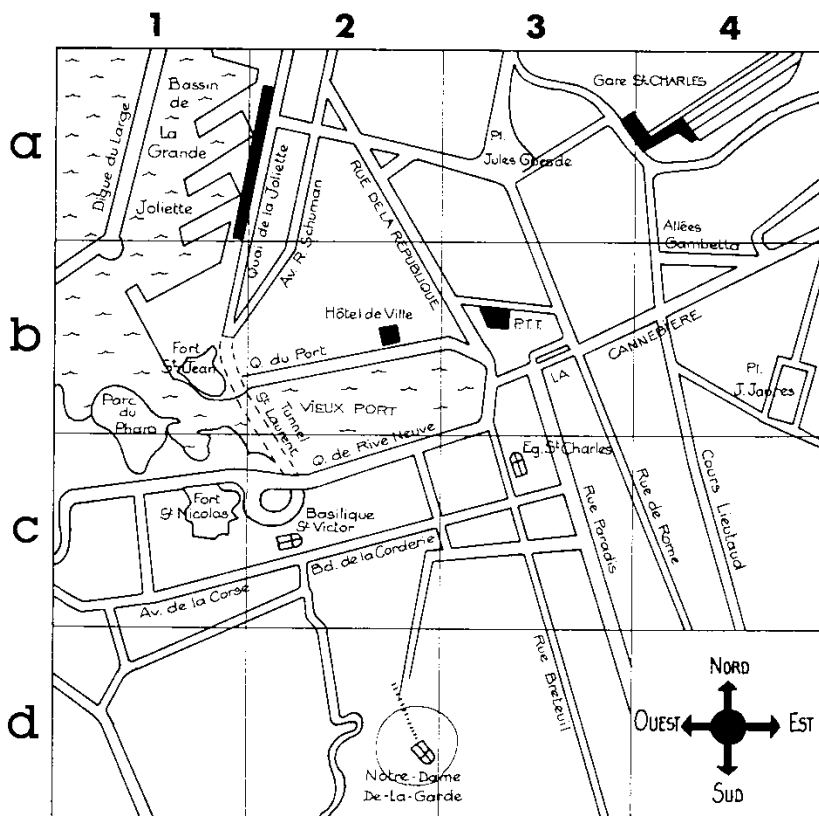 1 2 3 4
a
b
c
d
Bassin
de
La
Grande
Joliette
Digue du Large
Quai de la Joliette
Av. R. Schuman
RUE DE LA RÉPUBLIQUE
Pl.
Jules Guesde
Gare St.CHARLES
Allées
Gambetta
Hôtel de Ville
P.T.T.
LA CANNEBIÈRE
Pl.
J. Jaures
Fort
St Jean
Q. du Port
Parc
du
Pharo
Tunnel
St Laurent
VIEUX PORT
Q. de Rive Neuve
Eg. St Charles
Fort
St Nicolas
Basilique
St Victor
Rue Paradis
Rue de Rome
Cours Lieutaud
Av. de la Corse
Bd. de la Corderie
Rue Breteuil
Notre-Dame
De-La-Garde
NORD
OUEST
EST
SUD